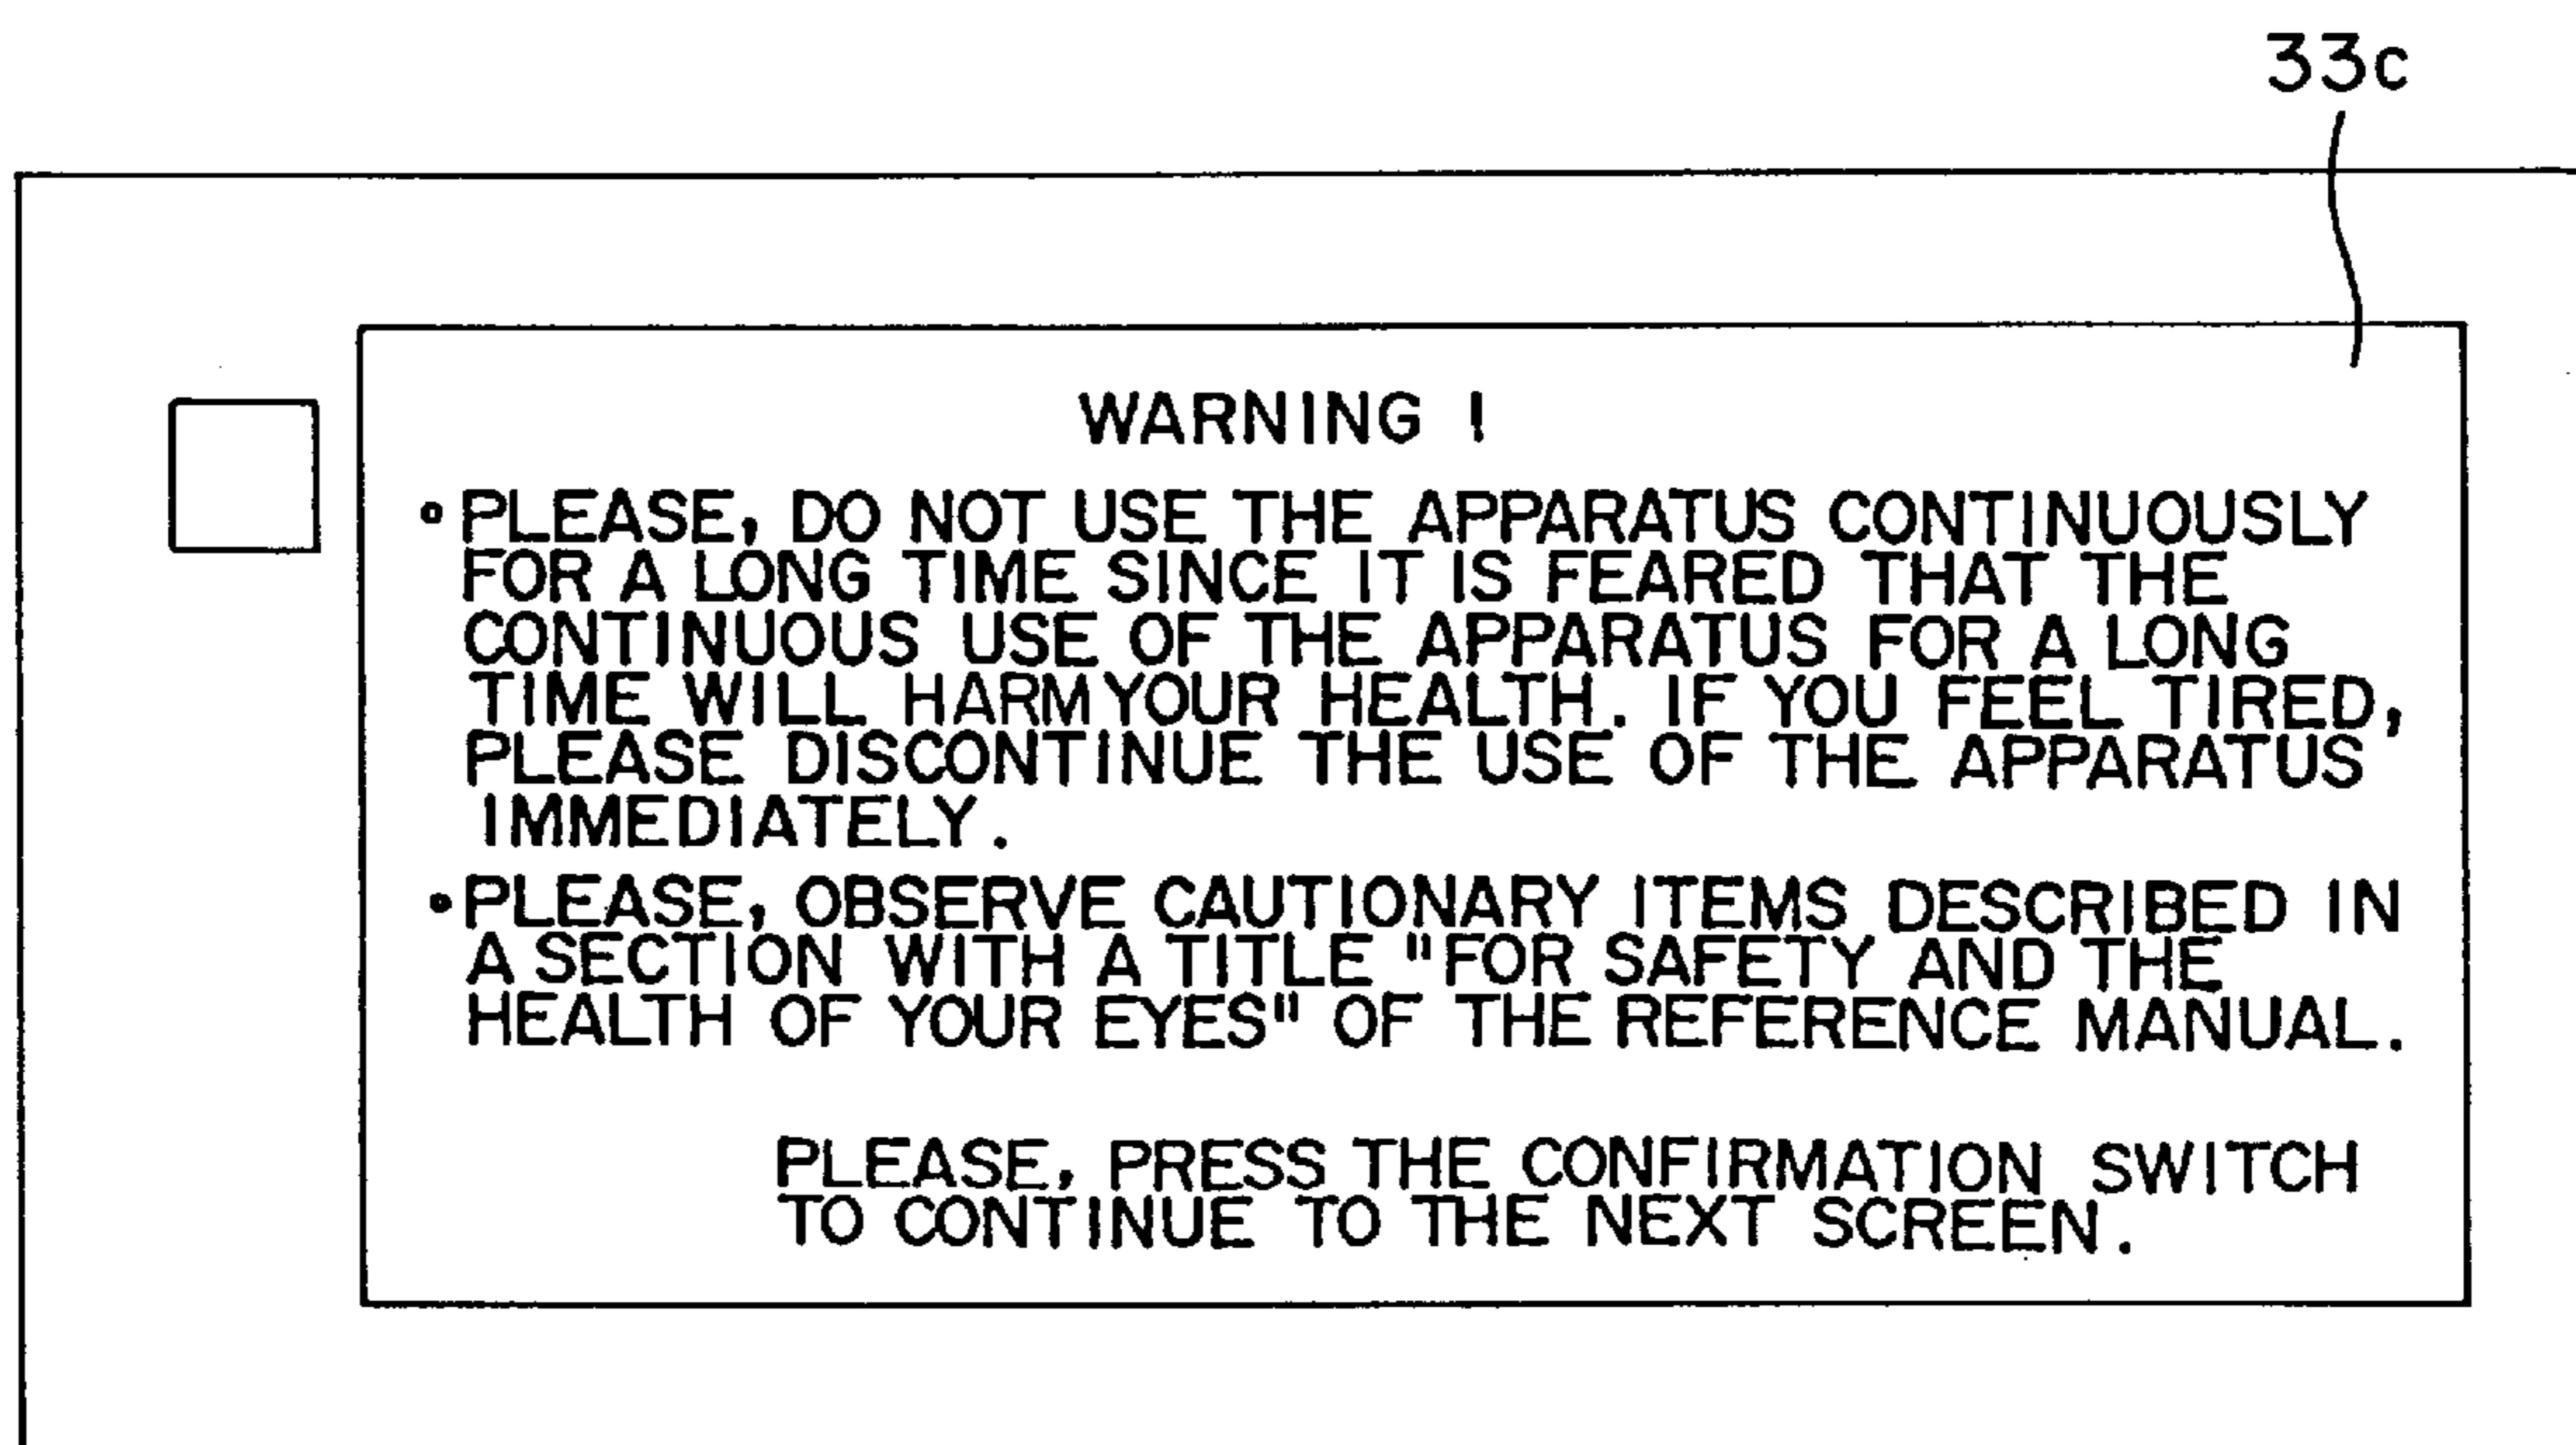 33c
WARNING !
∘ PLEASE, DO NOT USE THE APPARATUS CONTINUOUSLY
FOR A LONG TIME SINCE IT IS FEARED THAT THE
CONTINUOUS USE OF THE APPARATUS FOR A LONG
TIME WILL HARM YOUR HEALTH. IF YOU FEEL TIRED,
PLEASE DISCONTINUE THE USE OF THE APPARATUS
IMMEDIATELY.
∘ PLEASE, OBSERVE CAUTIONARY ITEMS DESCRIBED IN
A SECTION WITH A TITLE "FOR SAFETY AND THE
HEALTH OF YOUR EYES" OF THE REFERENCE MANUAL.
PLEASE, PRESS THE CONFIRMATION SWITCH
TO CONTINUE TO THE NEXT SCREEN.